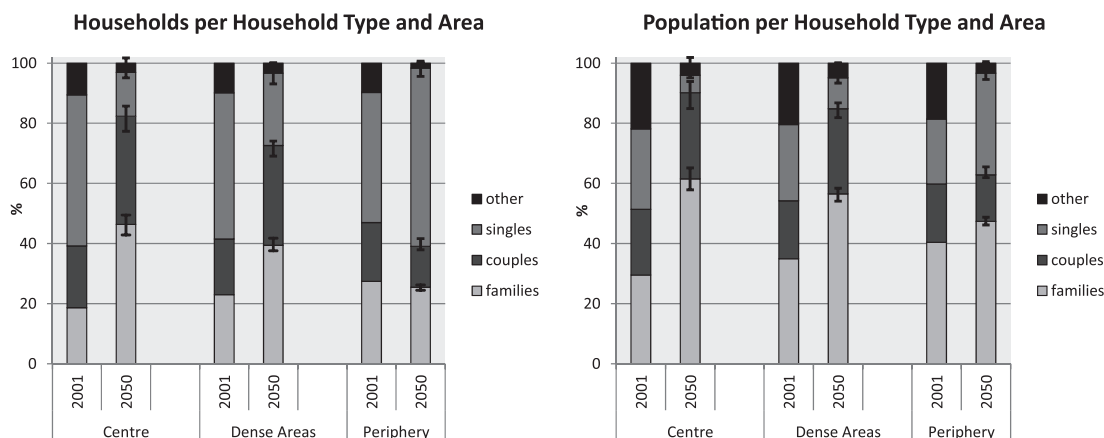 Households per Household Type and Area
100
80
60
40
20
0
%
2001
2050
2001
2050
2001
2050
Centre
Dense Areas
Periphery
other
singles
couples
families
Population per Household Type and Area
100
80
60
40
20
0
%
2001
2050
2001
2050
2001
2050
Centre
Dense Areas
Periphery
other
singles
couples
families